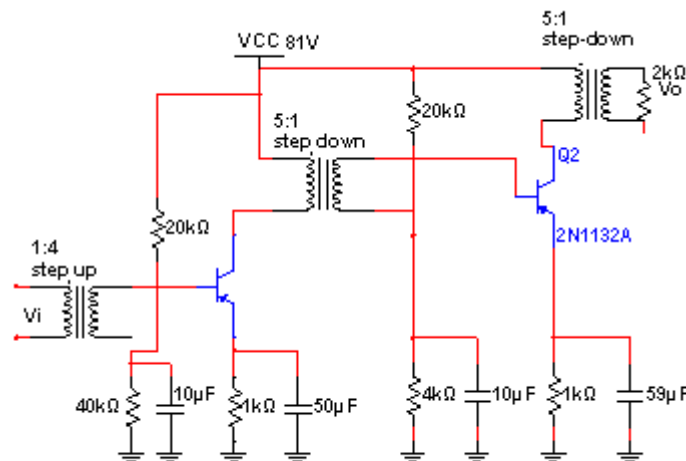 5:1
step-down
VCC 81V
2kΩ
Vo
20kΩ
5:1
step down
Q2
20kΩ
2N1132A
1:4
step up
Vi
40kΩ
10µF
1kΩ
50µF
4kΩ
10µF
1kΩ
59µF